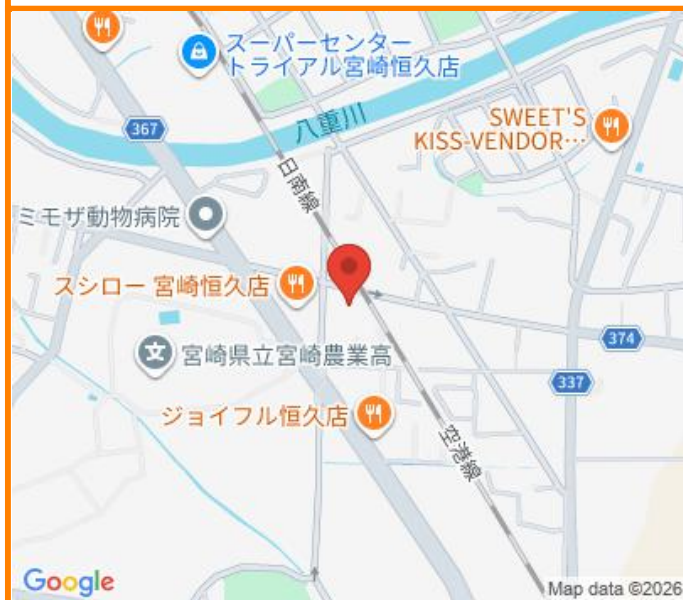 スーパーセンター
トライアル宮崎恒久店
SWEET'S
KISS-VENDOR…
八重川
367
日南線
ミモザ動物病院
スシロー 宮崎恒久店
374
宮崎県立宮崎農業高
337
ジョイフル恒久店
空港線
Google
Map data ©2026